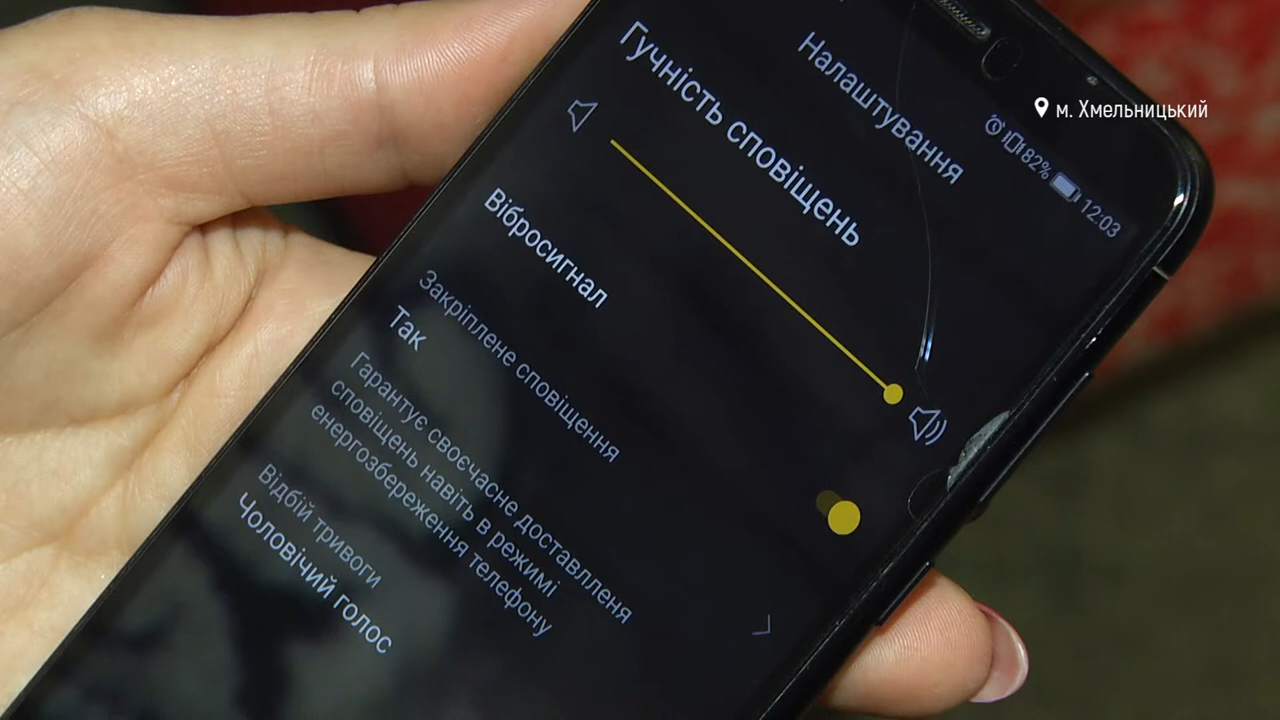 м. Хмельницький
82% 12:03
Налаштування
Гучність сповіщень
Вібросигнал
Так
Закріплене сповіщення
Гарантує своєчасне доставлленя
сповіщень навіть в режимі
енергозбереження телефону
Відбій тривоги
Чоловічий голос